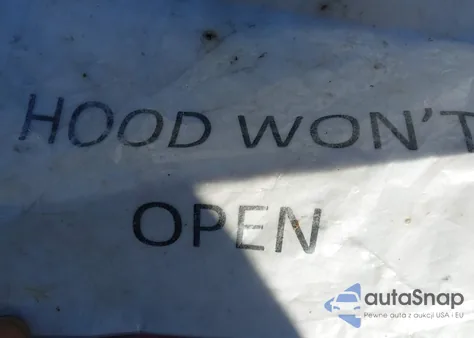 HOOD WON'T
OPEN
autaSnap
Pewne auta z aukcji USA i EU